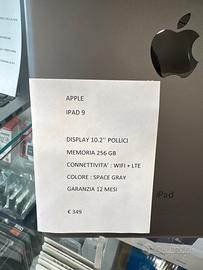 APPLE
IPAD 9
DISPLAY 10.2'' POLLICI
MEMORIA 256 GB
CONNETTIVITA' : WIFI + LTE
COLORE : SPACE GRAY
GARANZIA 12 MESI
€ 349
iPad